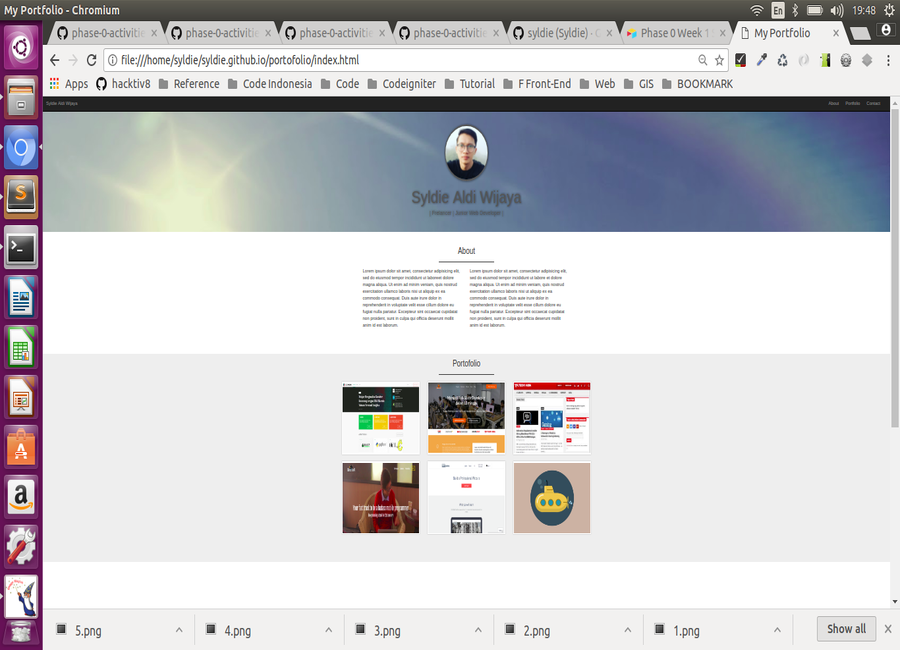 My Portfolio - Chromium
En
19:48
phase-0-activitie
phase-0-activitie
phase-0-activitie
phase-0-activitie
syldie (Syldie) · G
Phase 0 Week 1
My Portfolio
file:///home/syldie/syldie.github.io/portofolio/index.html
Apps
hacktiv8
Reference
Code Indonesia
Code
Codeigniter
Tutorial
F Front-End
Web
GIS
BOOKMARK
Syldie Aldi Wijaya
About
Portfolio
Contact
Syldie Aldi Wijaya
About
Lorem ipsum dolor sit amet, consectetur adipisicing elit,
sed do eiusmod tempor incididunt ut laboreet dolore
magna aliqua. Ut enim ad minim veniam, quis nostrud
exercitation ullamco laboris nisi ut aliquip ex ea
commodo consequat. Duis aute irure dolor in
reprehenderit in voluptate velit esse cillum dolore eu
fugiat nulla pariatur. Excepteur sint occaecat cupidatat
non proident, sunt in culpa qui officia deserunt mollit
anim id est laborum.
Lorem ipsum dolor sit amet, consectetur adipisicing elit,
sed do eiusmod tempor incididunt ut laboreet dolore
magna aliqua. Ut enim ad minim veniam, quis nostrud
exercitation ullamco laboris nisi ut aliquip ex ea
commodo consequat. Duis aute irure dolor in
reprehenderit in voluptate velit esse cillum dolore eu
fugiat nulla pariatur. Excepteur sint occaecat cupidatat
non proident, sunt in culpa qui officia deserunt mollit
anim id est laborum.
Portofolio
5.png
4.png
3.png
2.png
1.png
Show all